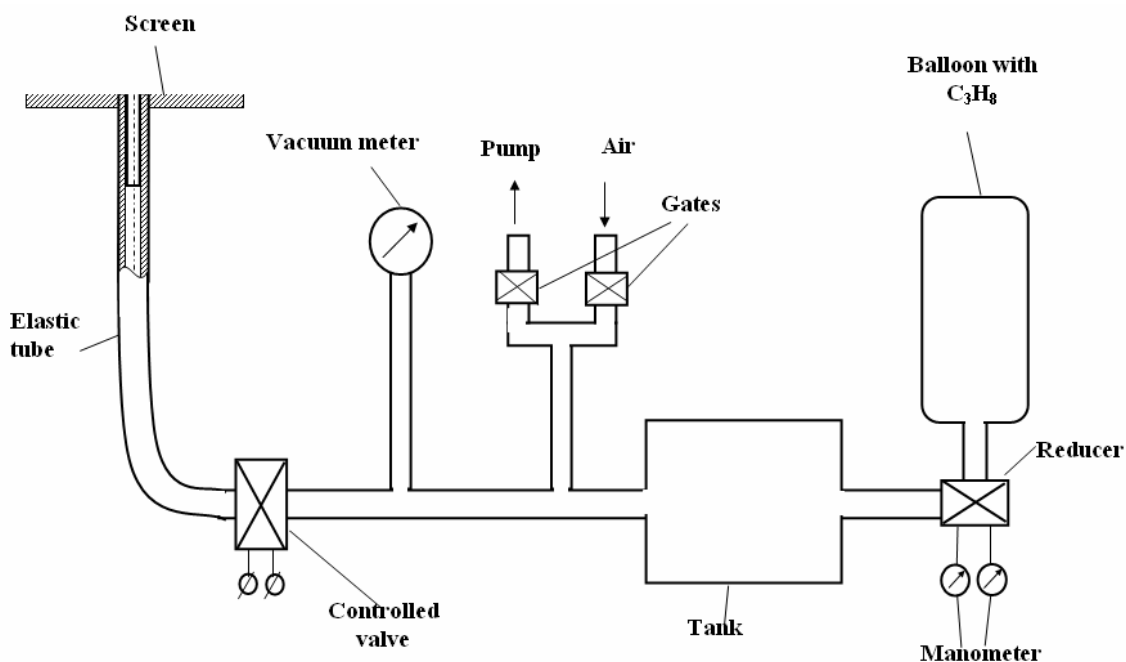 Screen
Balloon with
C₃H₈
Vacuum meter
Pump
Air
Gates
Elastic
tube
Reducer
Controlled
valve
Tank
Manometer